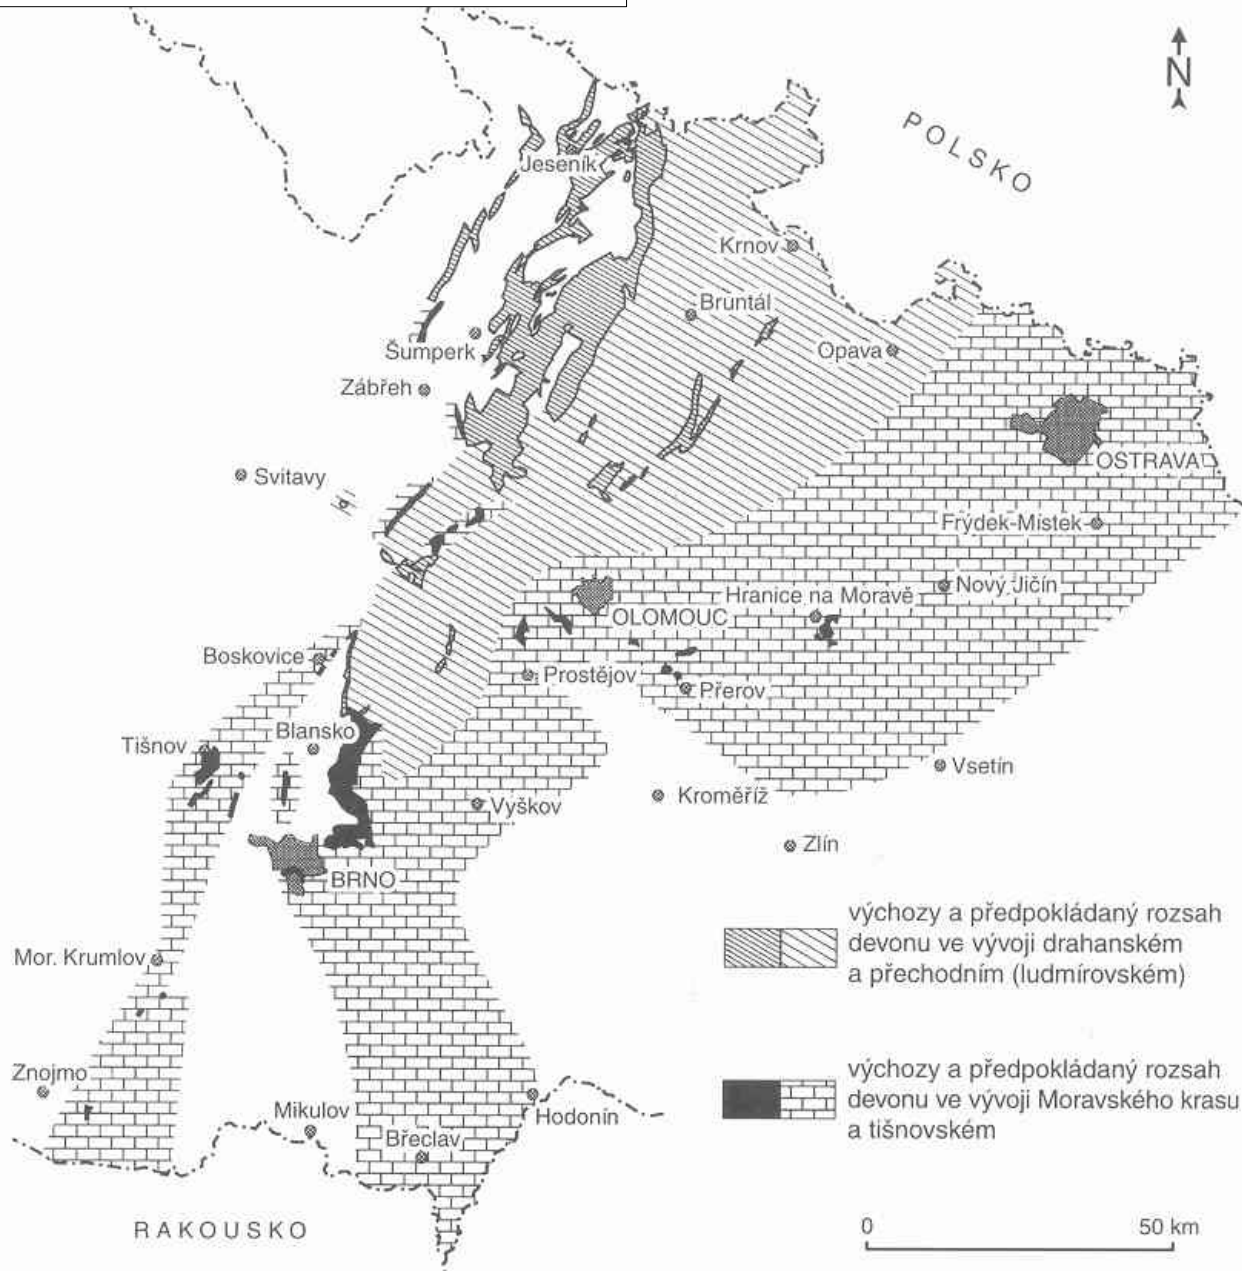 N
POLSKO
Jeseník
Krnov
Bruntál
Opava
Šumperk
Zábřeh
OSTRAVA
Svitavy
Frýdek-Místek
Nový Jičín
Hranice na Moravě
OLOMOUC
Boskovice
Prostějov
Přerov
Blansko
Tišnov
Vsetín
Vyškov
Kroměříž
Zlín
BRNO
výchozy a předpokládaný rozsah
devonu ve vývoji drahanském
a přechodním (ludmírovském)
Mor. Krumlov
výchozy a předpokládaný rozsah
devonu ve vývoji Moravského krasu
a tišnovském
Znojmo
Mikulov
Hodonín
Břeclav
RAKOUSKO
0 50 km